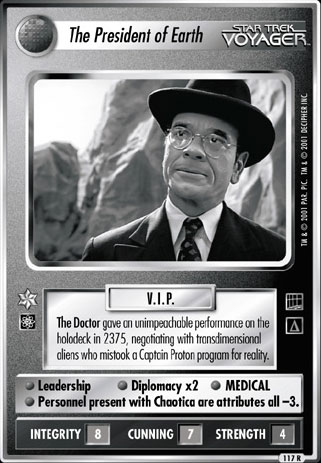 The President of Earth
STAR TREK
VOYAGER™
TM & © 2001 PAR. PIC. TM & © 2001 DECIPHER INC.
V.I.P.
The Doctor gave an unimpeachable performance on the
holodeck in 2375, negotiating with transdimensional
aliens who mistook a Captain Proton program for reality.
• Leadership • Diplomacy x2 • MEDICAL
• Personnel present with Chaotica are attributes all –3.
INTEGRITY 8 CUNNING 7 STRENGTH 4
117 R